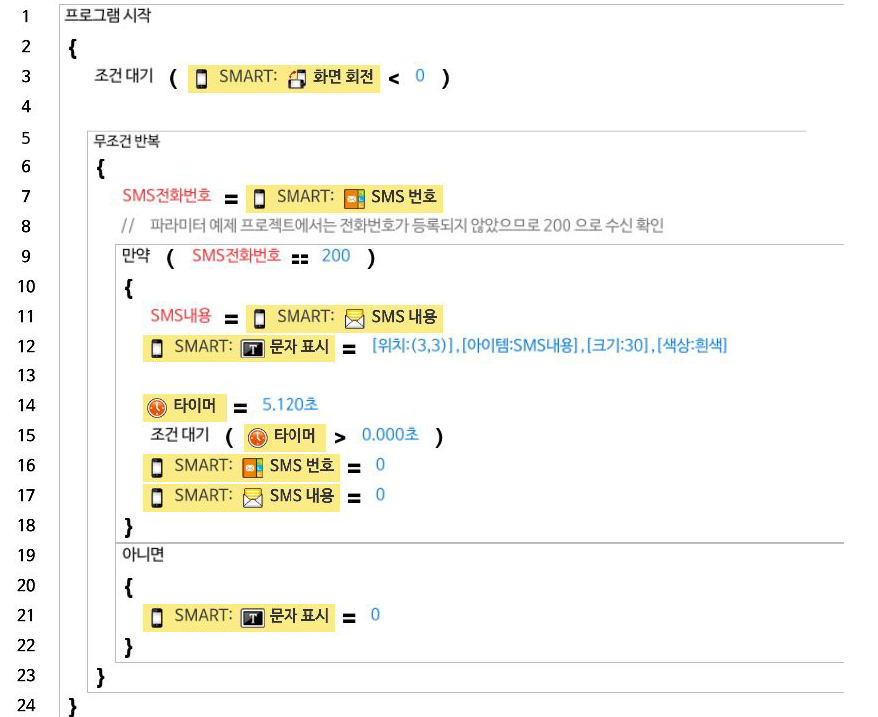 1 프로그램 시작
2 {
3 조건 대기 ( SMART: 화면 회전 < 0 )
4
5 무조건 반복
6 {
7 SMS전화번호 = SMART: SMS 번호
8 // 파라미터 예제 프로젝트에서는 전화번호가 등록되지 않았으므로 200 으로 수신 확인
9 만약 ( SMS전화번호 == 200 )
10 {
11 SMS내용 = SMART: SMS 내용
12 SMART: T 문자 표시 = [위치:(3,3)],[아이템:SMS내용],[크기:30],[색상:흰색]
13
14 타이머 = 5.120초
15 조건 대기 ( 타이머 > 0.000초 )
16 SMART: SMS 번호 = 0
17 SMART: SMS 내용 = 0
18 }
19 아니면
20 {
21 SMART: T 문자 표시 = 0
22 }
23 }
24 }